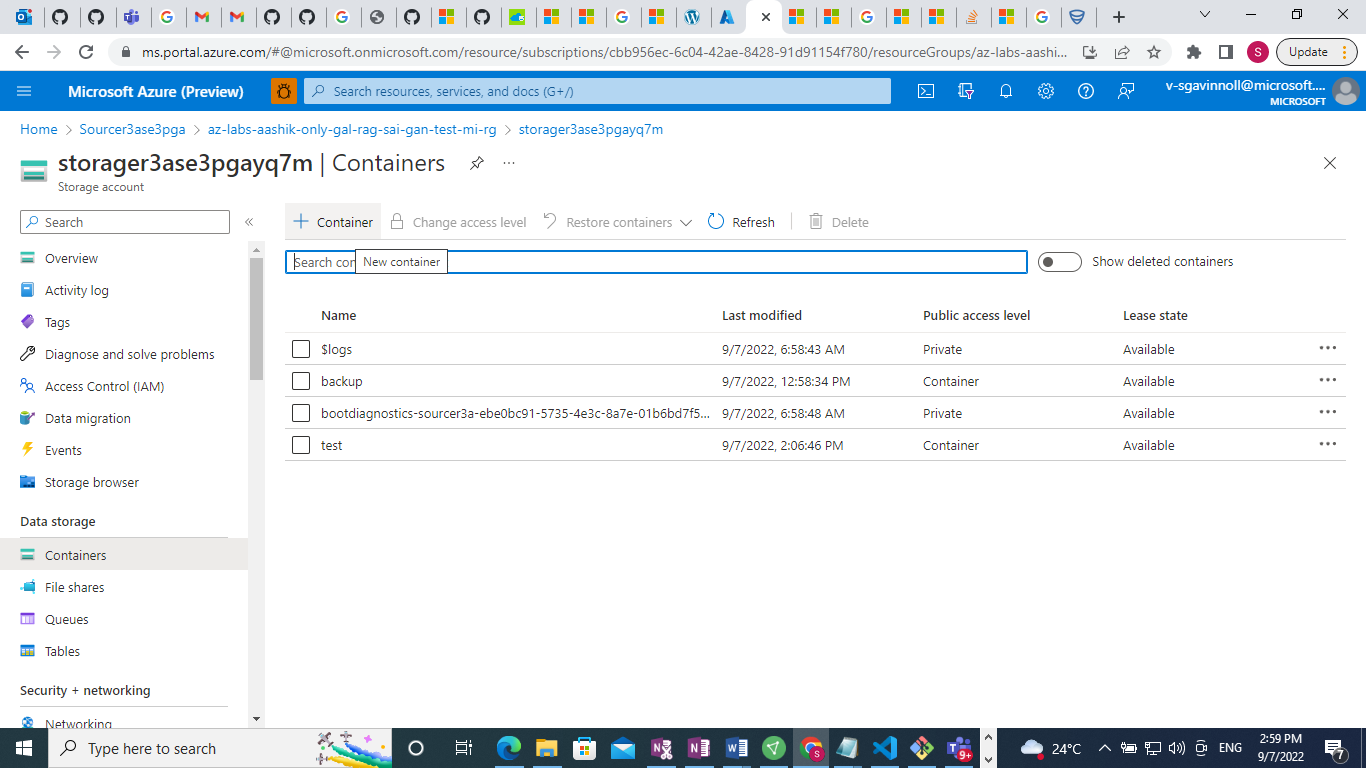 ms.portal.azure.com/#@microsoft.onmicrosoft.com/resource/subscriptions/cbb956ec-6c04-42ae-8428-91d91154f780/resourceGroups/az-labs-aashi...
S
Update
Microsoft Azure (Preview)
Search resources, services, and docs (G+/)
v-sgavinnoll@microsoft....
MICROSOFT
Home > Sourcer3ase3pga > az-labs-aashik-only-gal-rag-sai-gan-test-mi-rg > storager3ase3pgayq7m
storager3ase3pgayq7m | Containers
Storage account
Search
Container
Change access level
Restore containers
Refresh
Delete
Overview
Activity log
Tags
Diagnose and solve problems
Access Control (IAM)
Data migration
Events
Storage browser
Data storage
Containers
File shares
Queues
Tables
Security + networking
Networking
Search
New container
Show deleted containers
Name Last modified Public access level Lease state
$logs 9/7/2022, 6:58:43 AM Private Available
backup 9/7/2022, 12:58:34 PM Container Available
bootdiagnostics-sourcer3a-ebe0bc91-5735-4e3c-8a7e-01b6bd7f5... 9/7/2022, 6:58:48 AM Private Available
test 9/7/2022, 2:06:46 PM Container Available
Type here to search
S
9+
24°C
ENG
2:59 PM
9/7/2022
7